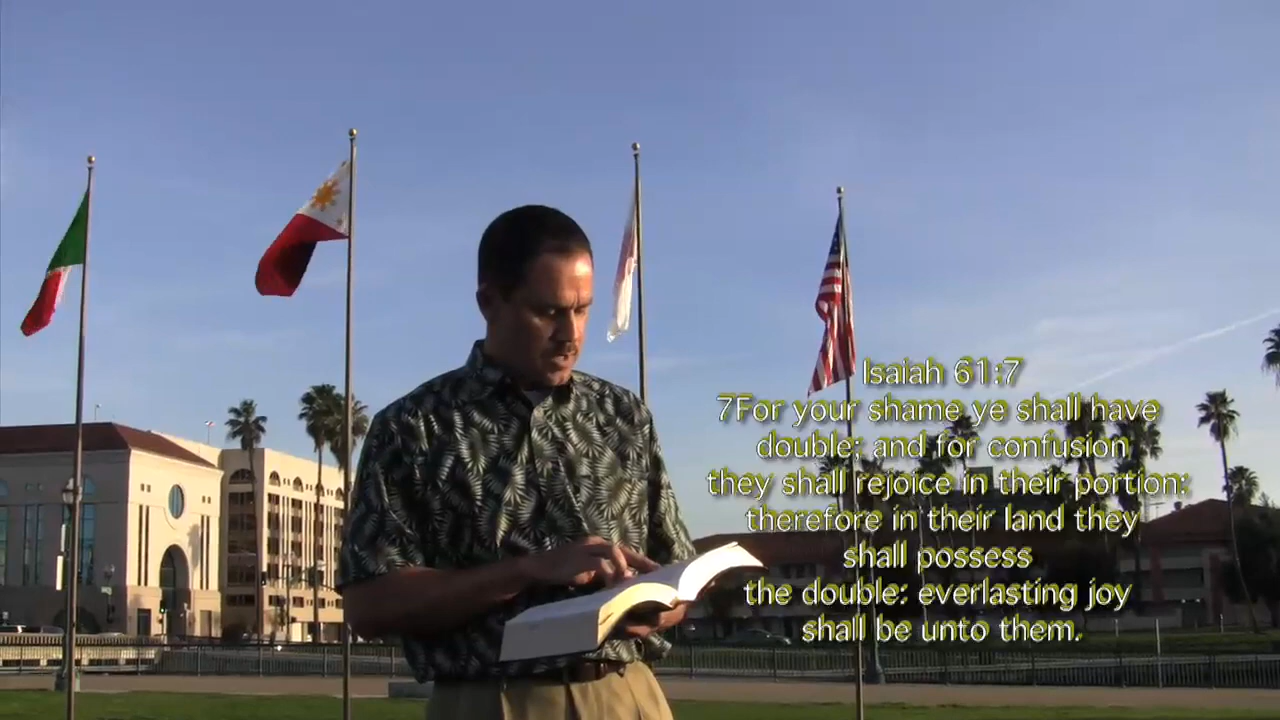 Isaiah 61:7
7For your shame ye shall have
double; and for confusion
they shall rejoice in their portion:
therefore in their land they
shall possess
the double: everlasting joy
shall be unto them.